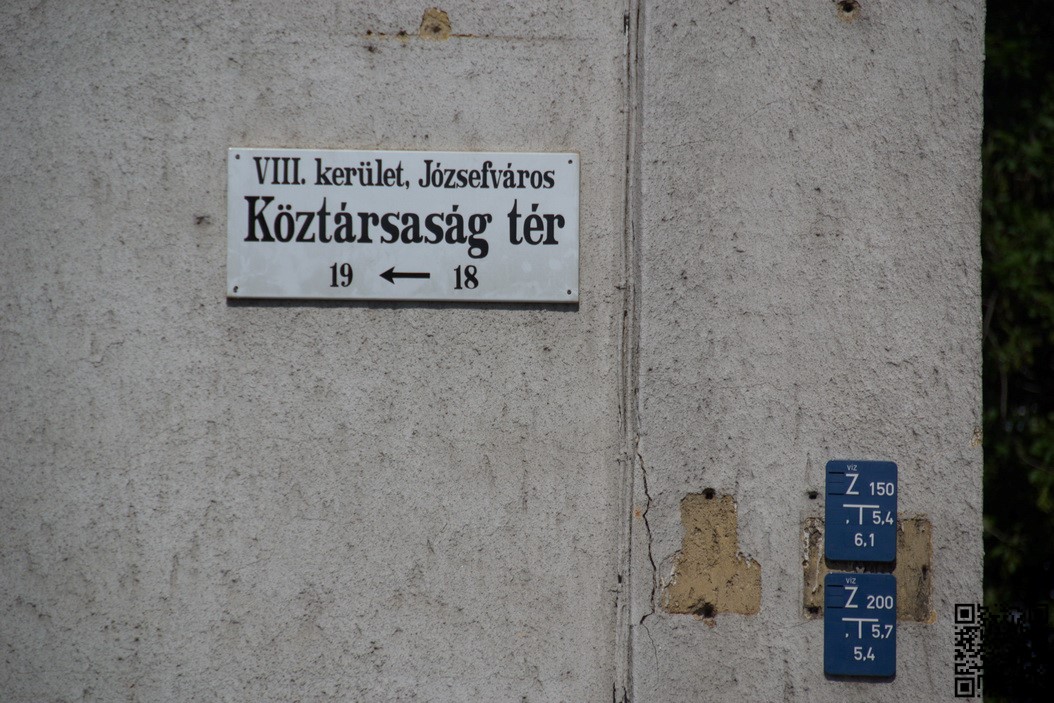 VIII. kerület, Józsefváros
Köztársaság tér
19 ← 18
VÍZ
Z 150
, T 5,4
6,1
VÍZ
Z 200
, T 5,7
5,4